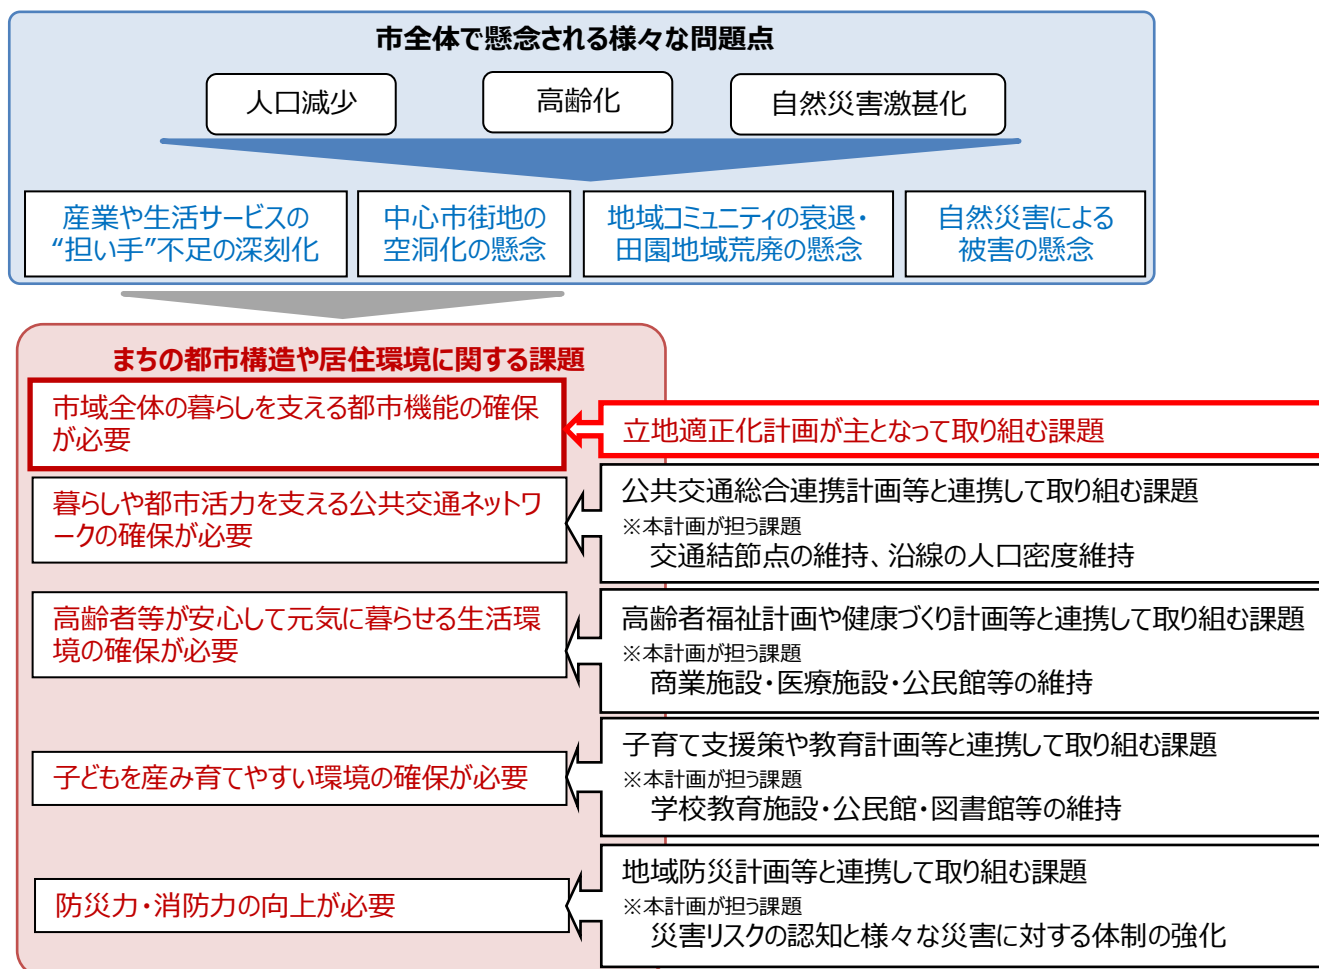 市全体で懸念される様々な問題点
人口減少
高齢化
自然災害激甚化
産業や生活サービスの
“担い手”不足の深刻化
中心市街地の
空洞化の懸念
地域コミュニティの衰退・
田園地域荒廃の懸念
自然災害による
被害の懸念
まちの都市構造や居住環境に関する課題
市域全体の暮らしを支える都市機能の確保
が必要
立地適正化計画が主となって取り組む課題
暮らしや都市活力を支える公共交通ネットワ
ークの確保が必要
公共交通総合連携計画等と連携して取り組む課題
※本計画が担う課題
交通結節点の維持、沿線の人口密度維持
高齢者等が安心して元気に暮らせる生活環
境の確保が必要
高齢者福祉計画や健康づくり計画等と連携して取り組む課題
※本計画が担う課題
商業施設・医療施設・公民館等の維持
子どもを産み育てやすい環境の確保が必要
子育て支援策や教育計画等と連携して取り組む課題
※本計画が担う課題
学校教育施設・公民館・図書館等の維持
防災力・消防力の向上が必要
地域防災計画等と連携して取り組む課題
※本計画が担う課題
災害リスクの認知と様々な災害に対する体制の強化